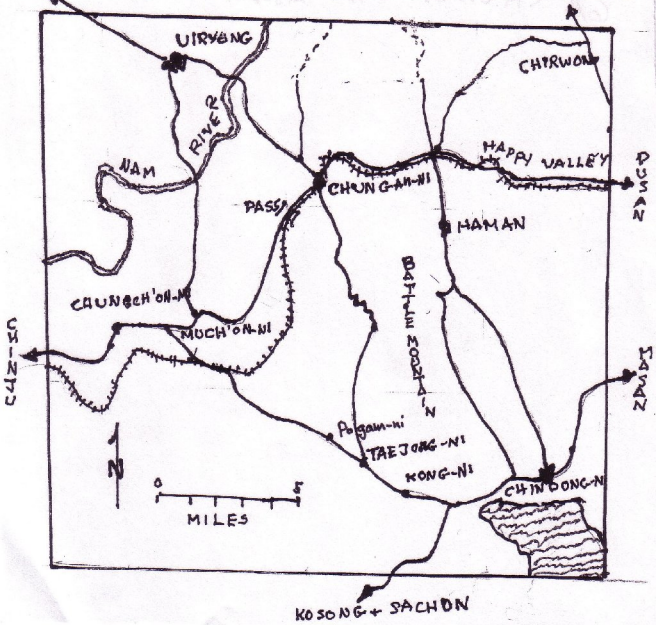 UIRYONG
CHIRWON
RIVER
NAM
HAPPY VALLEY
PUSAN
CHUNG AM-NI
PASS
HAMAN
BATTLE MOUNTAIN
CHUNGCH'ON-NI
MUCH'ON-NI
CHINJU
MASAN
Pogam-ni
TAEJONG-NI
KONG-NI
CHINDONG-N
N
0 5
MILES
KOSONG + SACHON